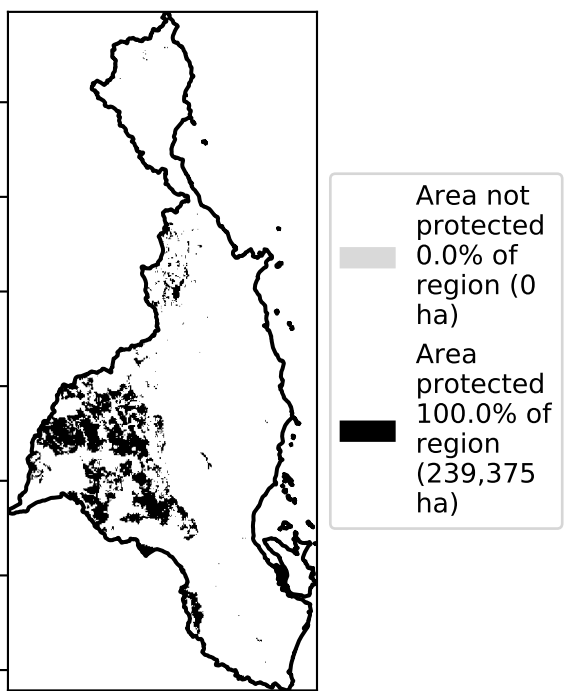 Area not
protected
0.0% of
region (0
ha)
Area
protected
100.0% of
region
(239,375
ha)